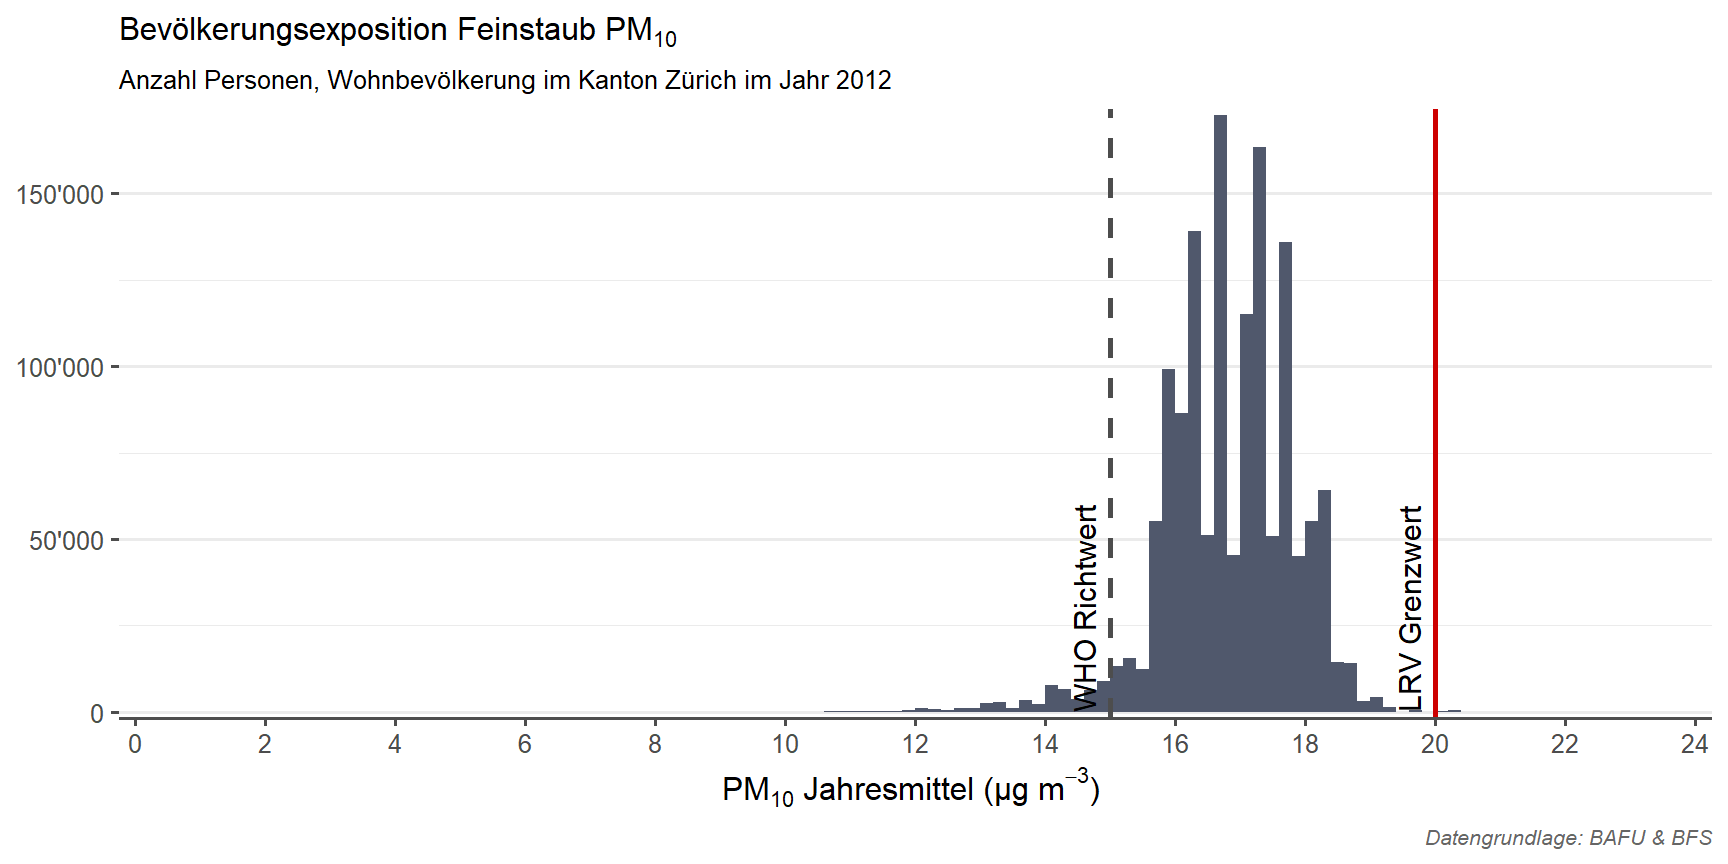 Bevölkerungsexposition Feinstaub PM₁₀
Anzahl Personen, Wohnbevölkerung im Kanton Zürich im Jahr 2012
150'000
100'000
50'000
0
WHO Richtwert
LRV Grenzwert
0 2 4 6 8 10 12 14 16 18 20 22 24
PM₁₀ Jahresmittel (µg m⁻³)
Datengrundlage: BAFU & BFS